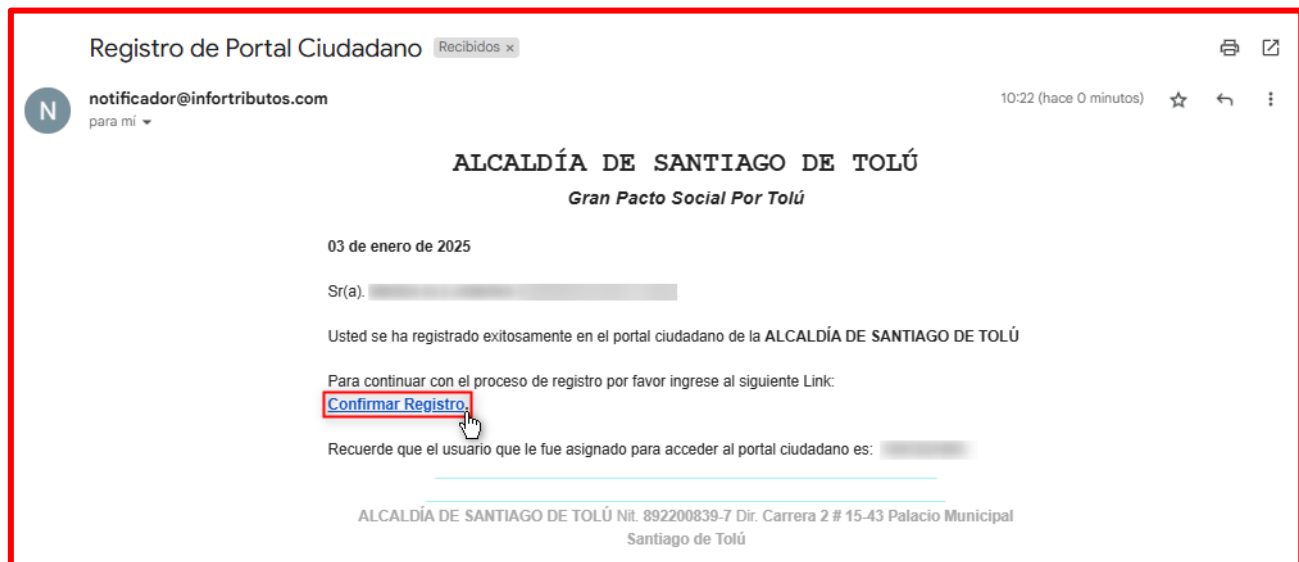 Registro de Portal Ciudadano Recibidos x
N
notificador@infortributos.com 10:22 (hace 0 minutos)
para mí
ALCALDÍA DE SANTIAGO DE TOLÚ
Gran Pacto Social Por Tolú
03 de enero de 2025
Sr(a).
Usted se ha registrado exitosamente en el portal ciudadano de la ALCALDÍA DE SANTIAGO DE TOLÚ
Para continuar con el proceso de registro por favor ingrese al siguiente Link:
Confirmar Registro.
Recuerde que el usuario que le fue asignado para acceder al portal ciudadano es:
ALCALDÍA DE SANTIAGO DE TOLÚ Nit. 892200839-7 Dir. Carrera 2 # 15-43 Palacio Municipal
Santiago de Tolú